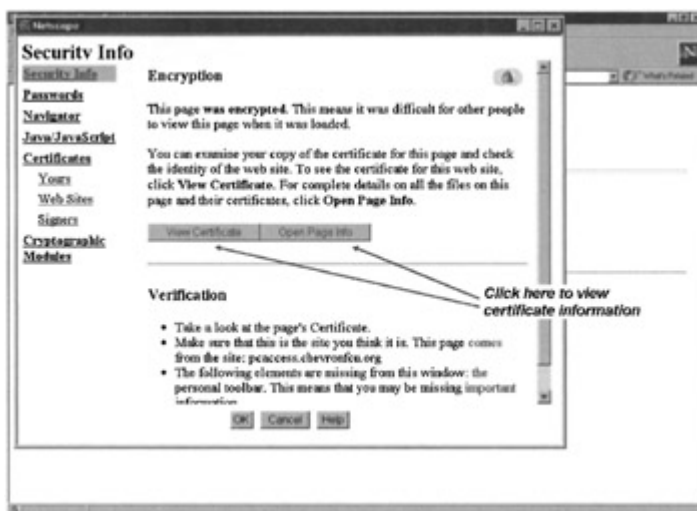 Netscape
Security Info
Security Info
Passwords
Navigator
Java/JavaScript
Certificates
Yours
Web Sites
Signers
Cryptographic
Modules
Encryption
This page was encrypted. This means it was difficult for other people
to view this page when it was loaded.
You can examine your copy of the certificate for this page and check
the identity of the web site. To see the certificate for this web site,
click View Certificate. For complete details on all the files on this
page and their certificates, click Open Page Info.
View Certificate
Open Page Info
Verification
• Take a look at the page's Certificate.
• Make sure that this is the site you think it is. This page comes
from the site: pcaccess.chevronfcu.org
• The following elements are missing from this window: the
personal toolbar. This means that you may be missing important
information
OK
Cancel
Help
What's Related
N
Click here to view
certificate information